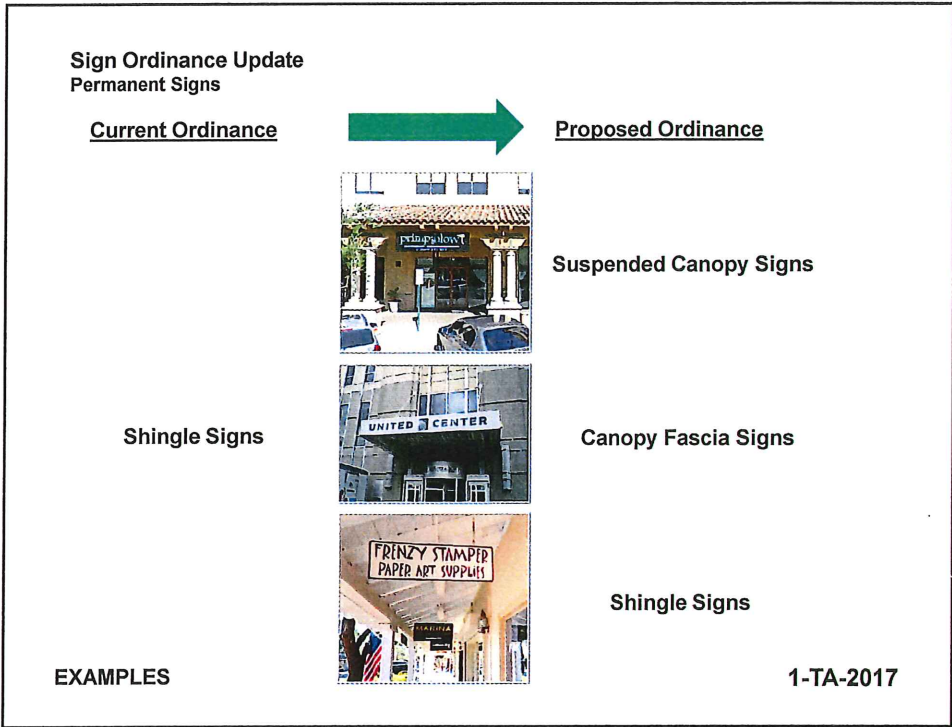 Sign Ordinance Update
Permanent Signs
Current Ordinance
Proposed Ordinance
Suspended Canopy Signs
UNITED CENTER
Shingle Signs
Canopy Fascia Signs
FRENZY STAMPER
PAPER ART SUPPLIES
MARINA
Shingle Signs
EXAMPLES
1-TA-2017